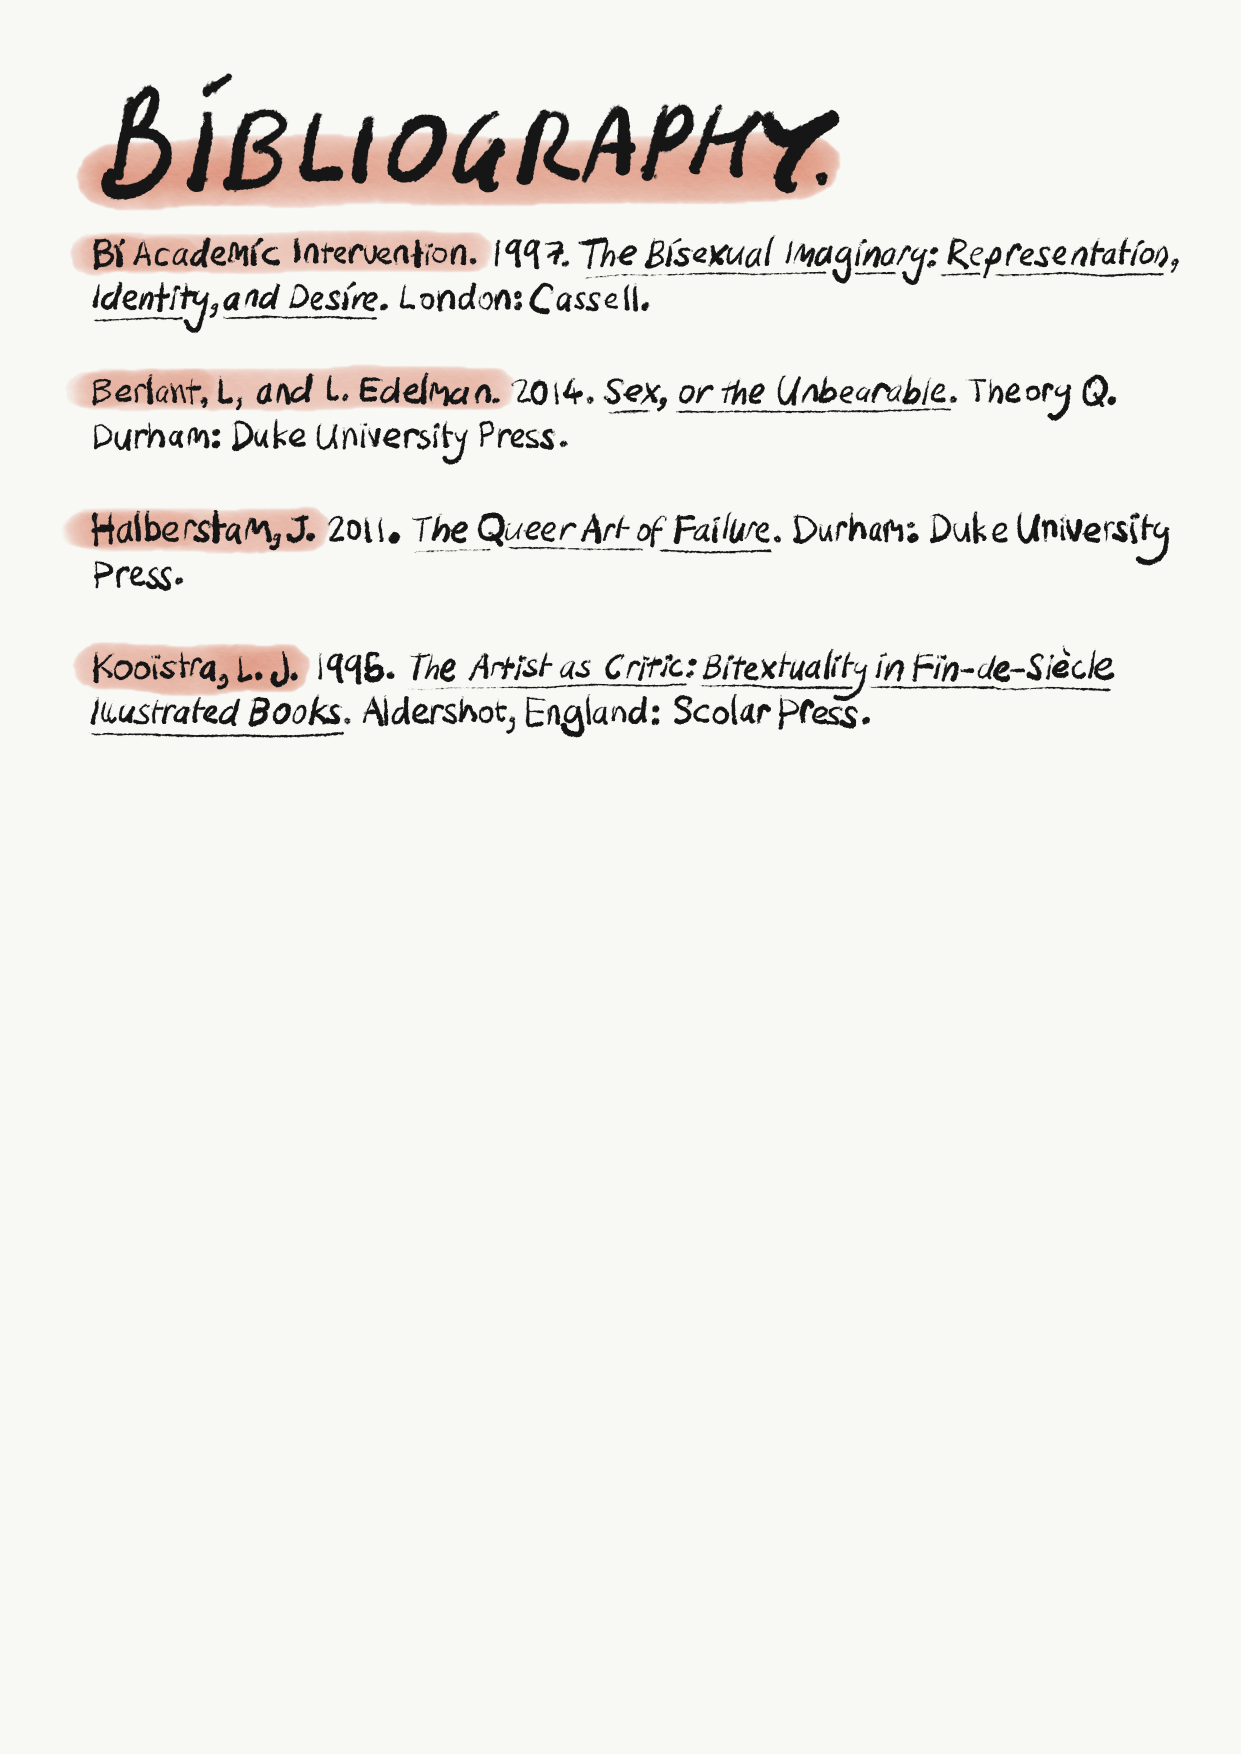 BIBLIOGRAPHY.
Bi Academic Intervention. 1997. The Bisexual Imaginary: Representation,
Identity, and Desire. London: Cassell.
Berlant, L, and L. Edelman. 2014. Sex, or the Unbearable. Theory Q.
Durham: Duke University Press.
Halberstam, J. 2011. The Queer Art of Failure. Durham: Duke University
Press.
Kooistra, L. J. 1995. The Artist as Critic: Bitextuality in Fin-de-Siècle
Illustrated Books. Aldershot, England: Scolar Press.